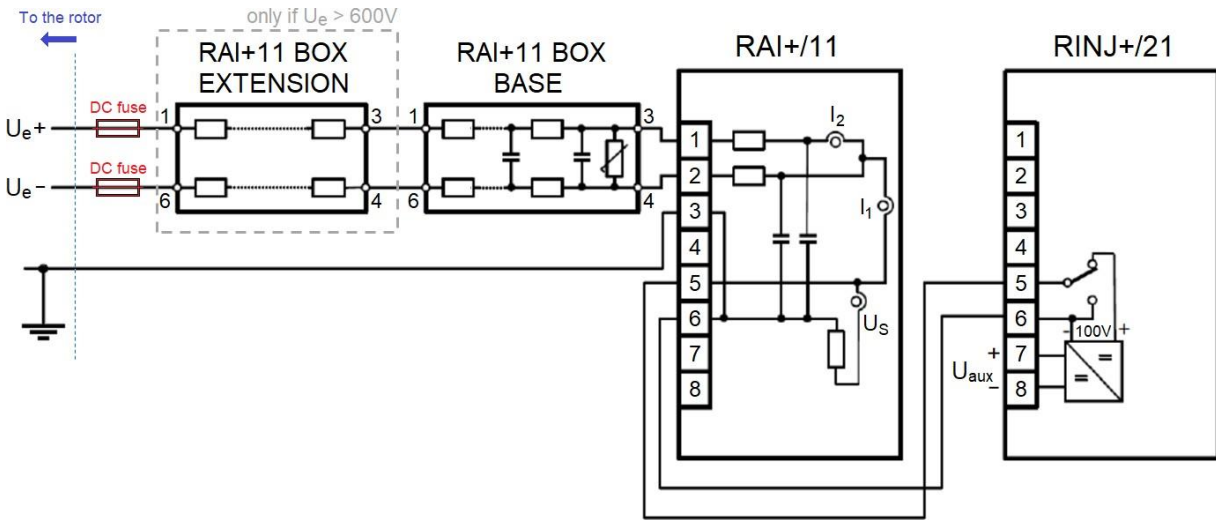 To the rotor
only if Ue > 600V
RAI+11 BOX
EXTENSION
RAI+11 BOX
BASE
RAI+/11
RINJ+/21
DC fuse
DC fuse
Ue+
Ue−
1
3
6
4
1
3
6
4
1
2
3
4
5
6
7
8
I2
I1
US
1
2
3
4
5
6
7
8
- 100V +
+
Uaux
−
=
=